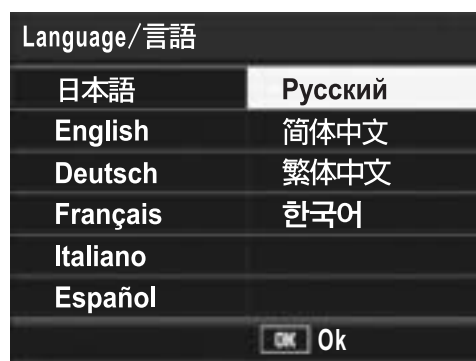 Language/言語
日本語 Русский
English 简体中文
Deutsch 繁体中文
Français 한국어
Italiano
Español
OK Ok